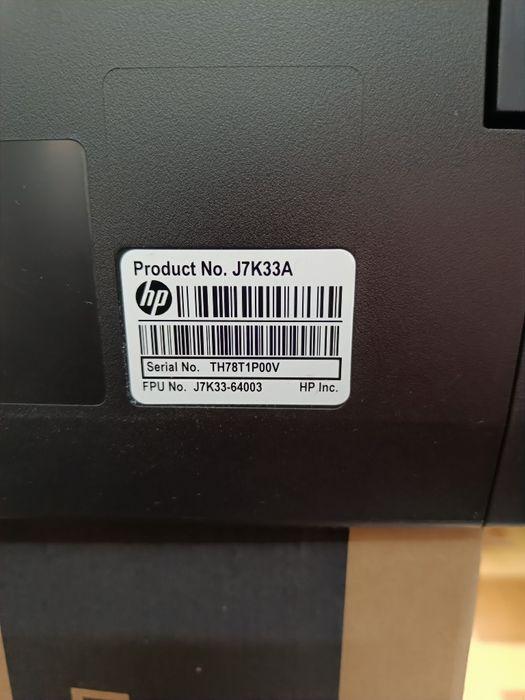 Product No. J7K33A
hp
Serial No. TH78T1P00V
FPU No. J7K33-64003 HP Inc.